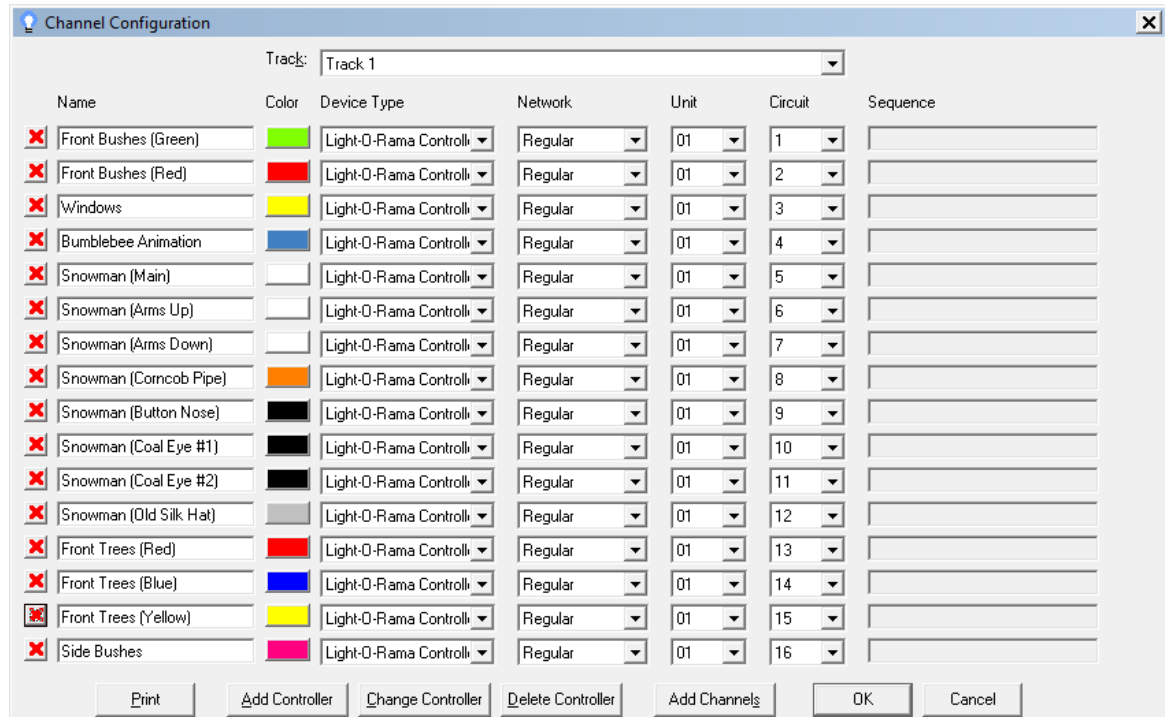 Channel Configuration
Track: Track 1
Name Color Device Type Network Unit Circuit Sequence
Front Bushes (Green) Light-O-Rama Controll Regular 01 1
Front Bushes (Red) Light-O-Rama Controll Regular 01 2
Windows Light-O-Rama Controll Regular 01 3
Bumblebee Animation Light-O-Rama Controll Regular 01 4
Snowman (Main) Light-O-Rama Controll Regular 01 5
Snowman (Arms Up) Light-O-Rama Controll Regular 01 6
Snowman (Arms Down) Light-O-Rama Controll Regular 01 7
Snowman (Corncob Pipe) Light-O-Rama Controll Regular 01 8
Snowman (Button Nose) Light-O-Rama Controll Regular 01 9
Snowman (Coal Eye #1) Light-O-Rama Controll Regular 01 10
Snowman (Coal Eye #2) Light-O-Rama Controll Regular 01 11
Snowman (Old Silk Hat) Light-O-Rama Controll Regular 01 12
Front Trees (Red) Light-O-Rama Controll Regular 01 13
Front Trees (Blue) Light-O-Rama Controll Regular 01 14
Front Trees (Yellow) Light-O-Rama Controll Regular 01 15
Side Bushes Light-O-Rama Controll Regular 01 16
Print Add Controller Change Controller Delete Controller Add Channels OK Cancel